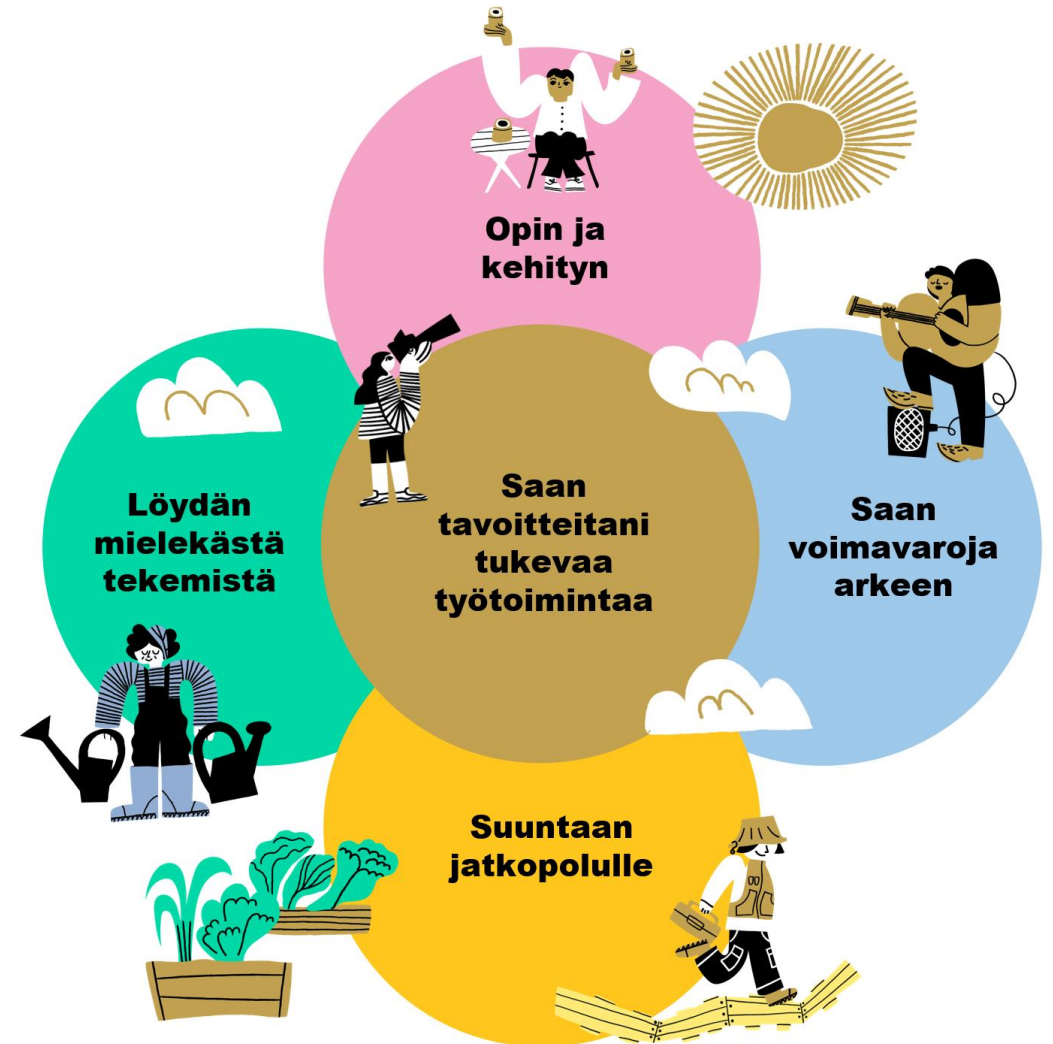 Opin ja
kehityn
Löydän
mielekästä
tekemistä
Saan
tavoitteitani
tukevaa
työtoimintaa
Saan
voimavaroja
arkeen
Suuntaan
jatkopolulle